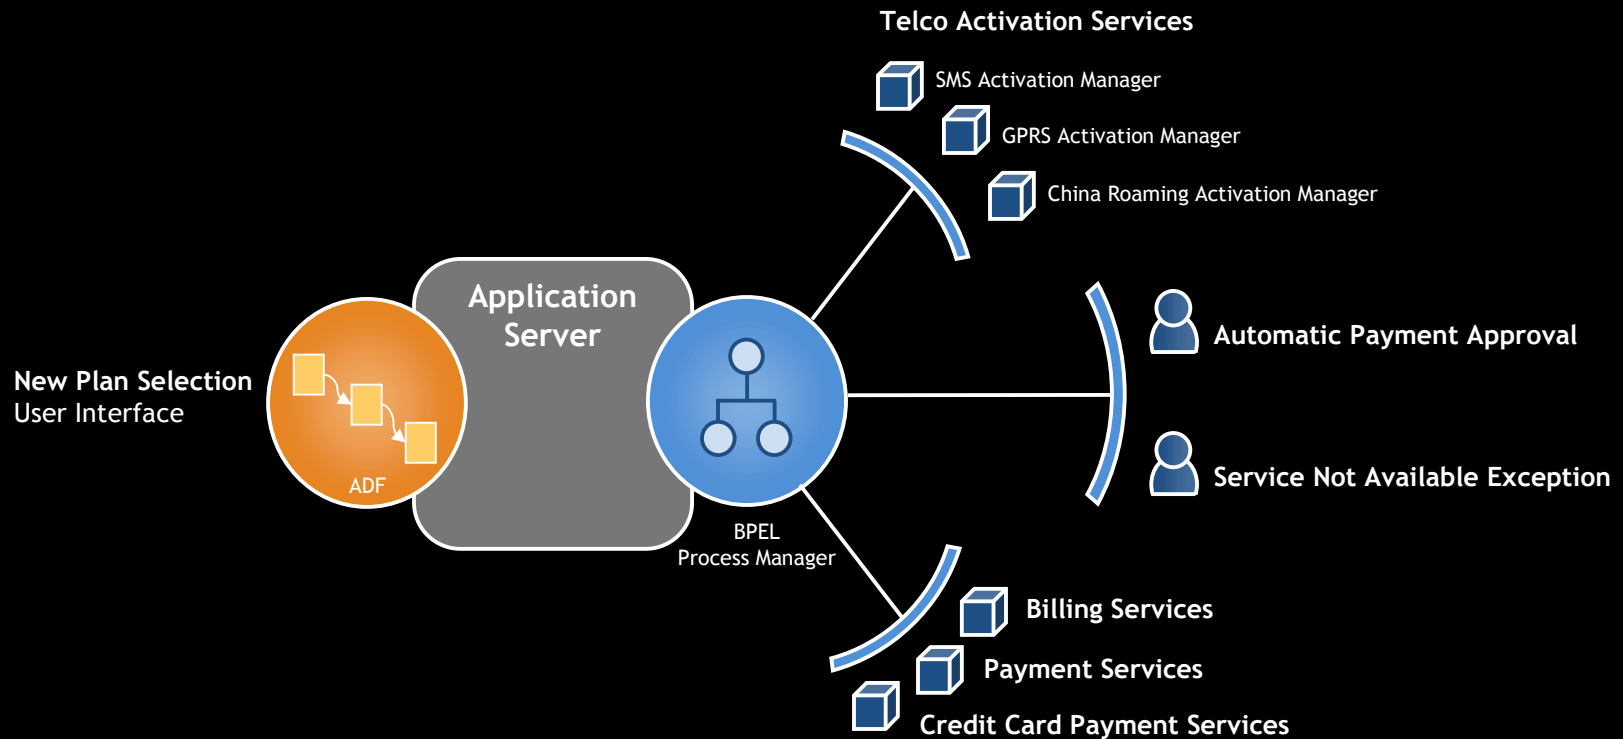 Telco Activation Services
SMS Activation Manager
GPRS Activation Manager
China Roaming Activation Manager
Application
Server
New Plan Selection
User Interface
ADF
BPEL
Process Manager
Automatic Payment Approval
Service Not Available Exception
Billing Services
Payment Services
Credit Card Payment Services